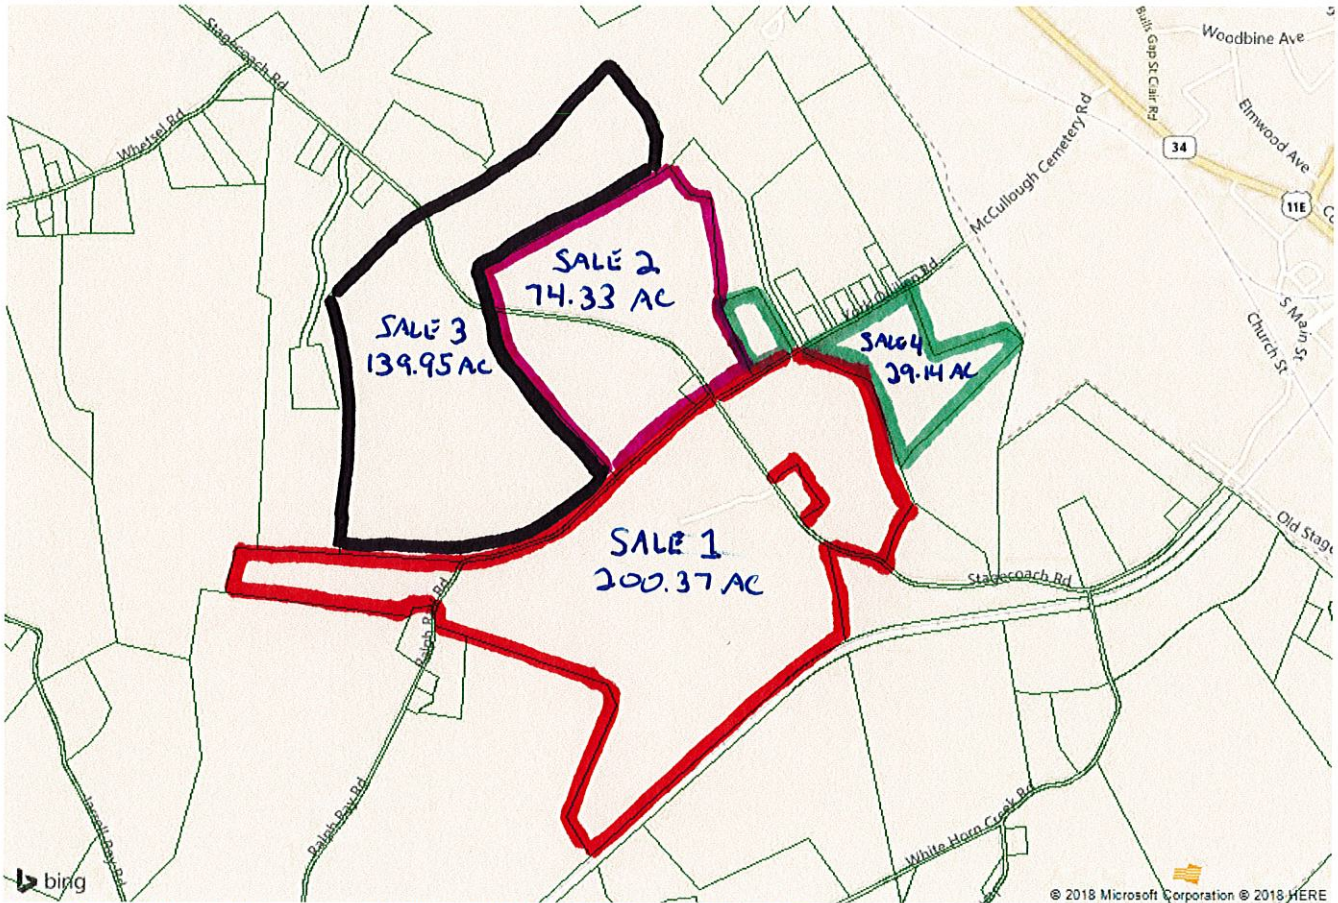 Stagecoach Rd
Whetsel Rd
Bulls Gap St Clair Rd
Woodbine Ave
Elmwood Ave
34
11E
McCullough Cemetery Rd
SALE 2
74.33 AC
SALE 3
139.95 AC
SALE 4
29.14 AC
S Main St
Church St
SALE 1
200.37 AC
Old Stage
Stagecoach Rd
Ralph R Rd
Ralph Ray Rd
Jarrell Ray Rd
White Horn Creek Rd
bing
© 2018 Microsoft Corporation © 2018 HERE